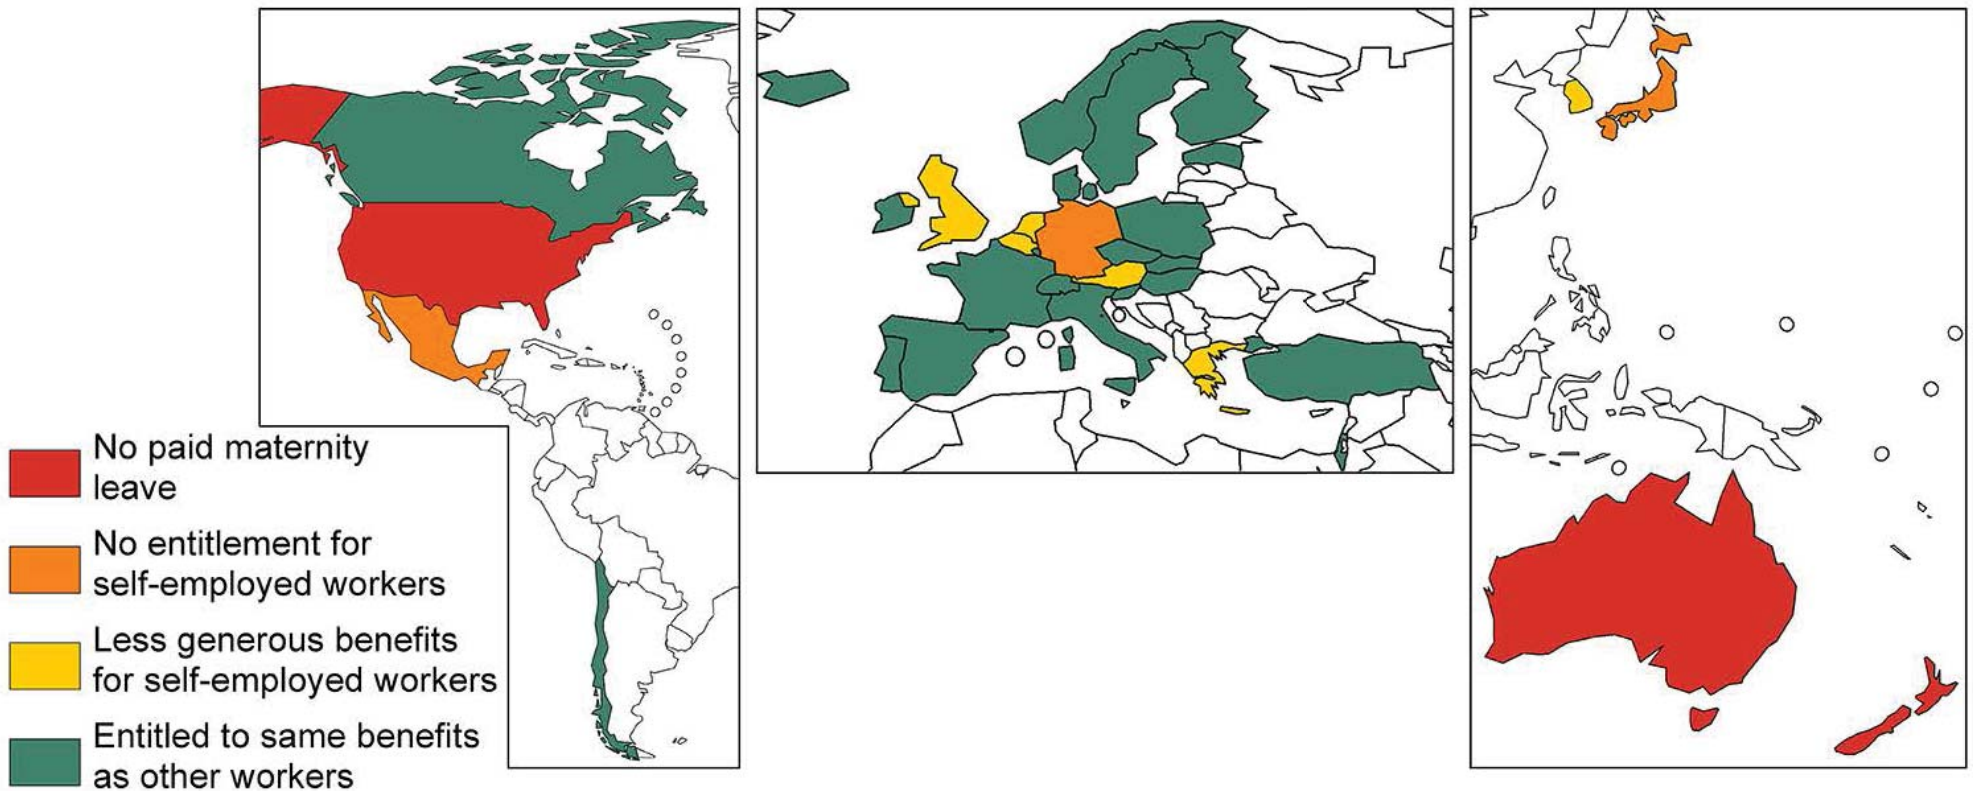 No paid maternity
leave
No entitlement for
self-employed workers
Less generous benefits
for self-employed workers
Entitled to same benefits
as other workers